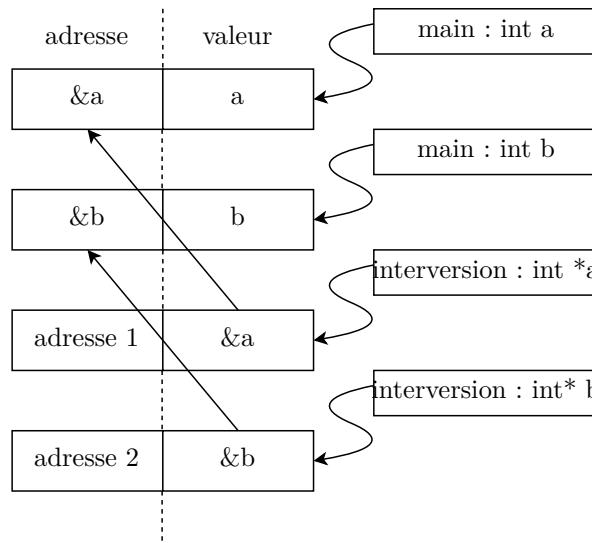 adresse valeur main : int a
&a a
main : int b
&b b
interversion : int *a
adresse 1 &a
interversion : int* b
adresse 2 &b